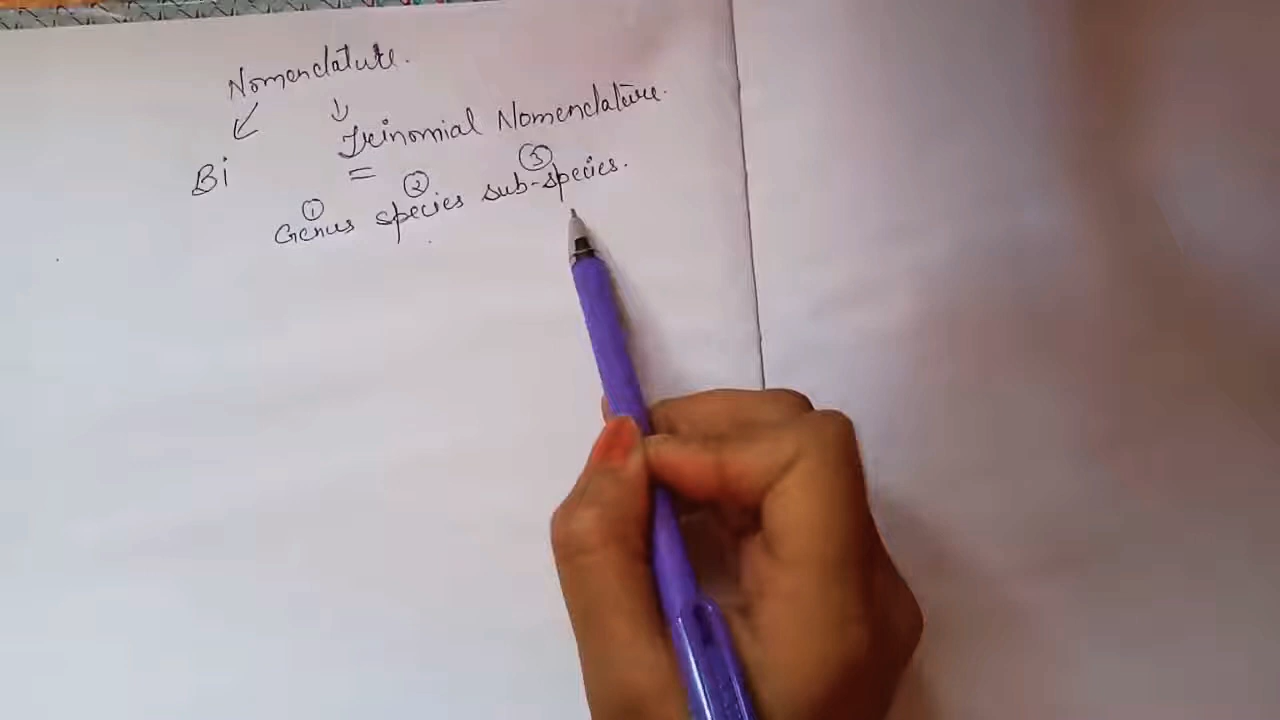 Nomenclature.
↙ ↓
Bi Trinomial Nomenclature.
① ② ③
Genus species sub-species.